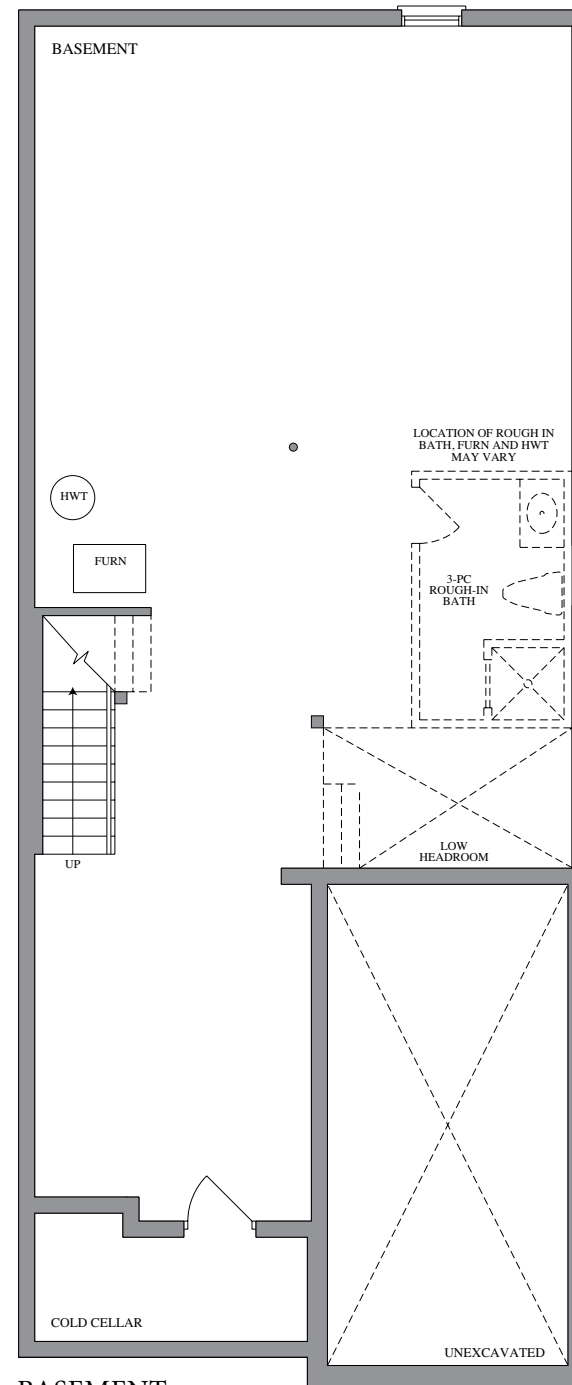 BASEMENT
LOCATION OF ROUGH IN
BATH, FURN AND HWT
MAY VARY
HWT
FURN
3-PC
ROUGH-IN
BATH
UP
LOW
HEADROOM
COLD CELLAR
UNEXCAVATED
BASEMENT